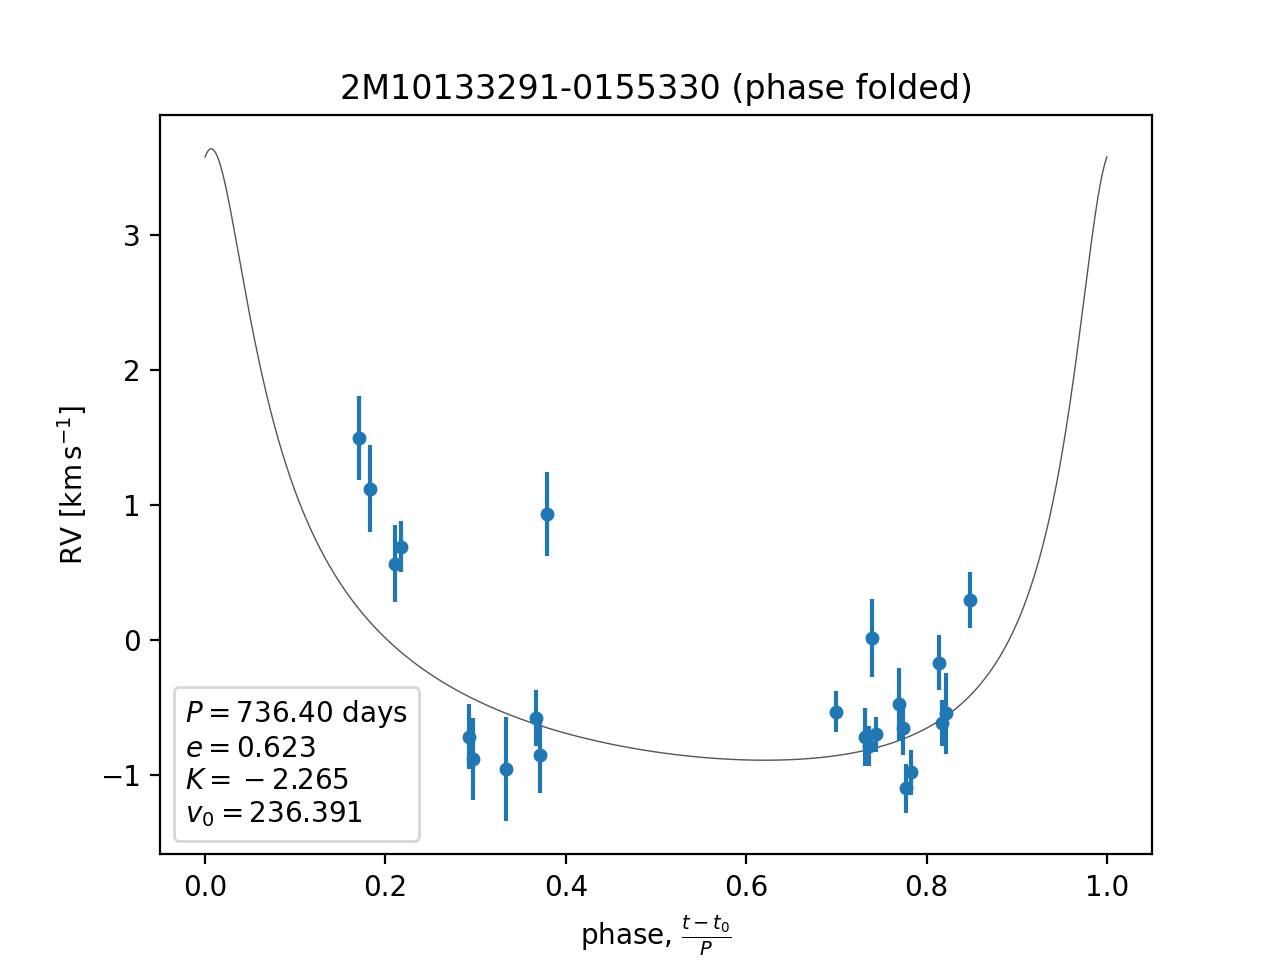 2M10133291-0155330 (phase folded)
RV [km s⁻¹]
3
2
1
0
−1
P = 736.40 days
e = 0.623
K = −2.265
v₀ = 236.391
0.0 0.2 0.4 0.6 0.8 1.0
phase, (t − t₀)/P